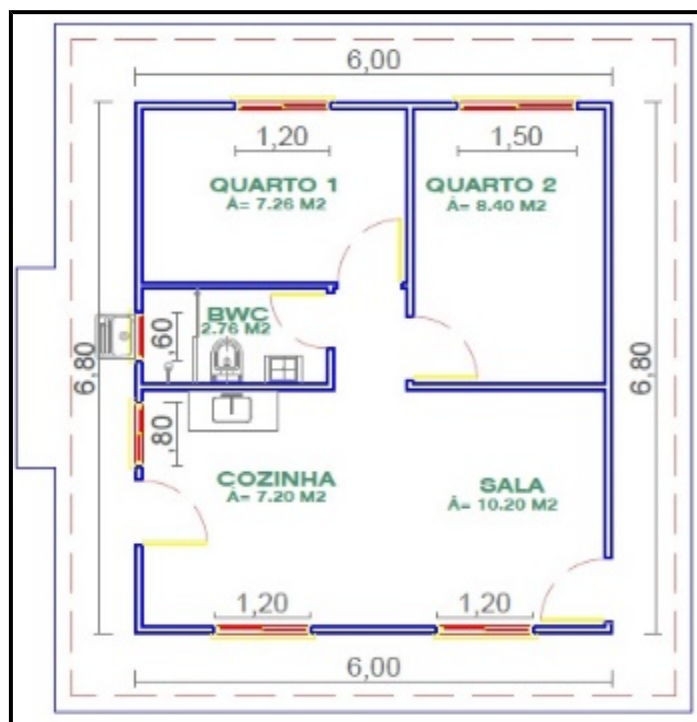 6,00
1,20
1,50
QUARTO 1
A= 7.26 M2
QUARTO 2
A= 8.40 M2
BWC
2.76 M2
,60
6,80
6,80
,80
COZINHA
A= 7.20 M2
SALA
A= 10.20 M2
1,20
1,20
6,00